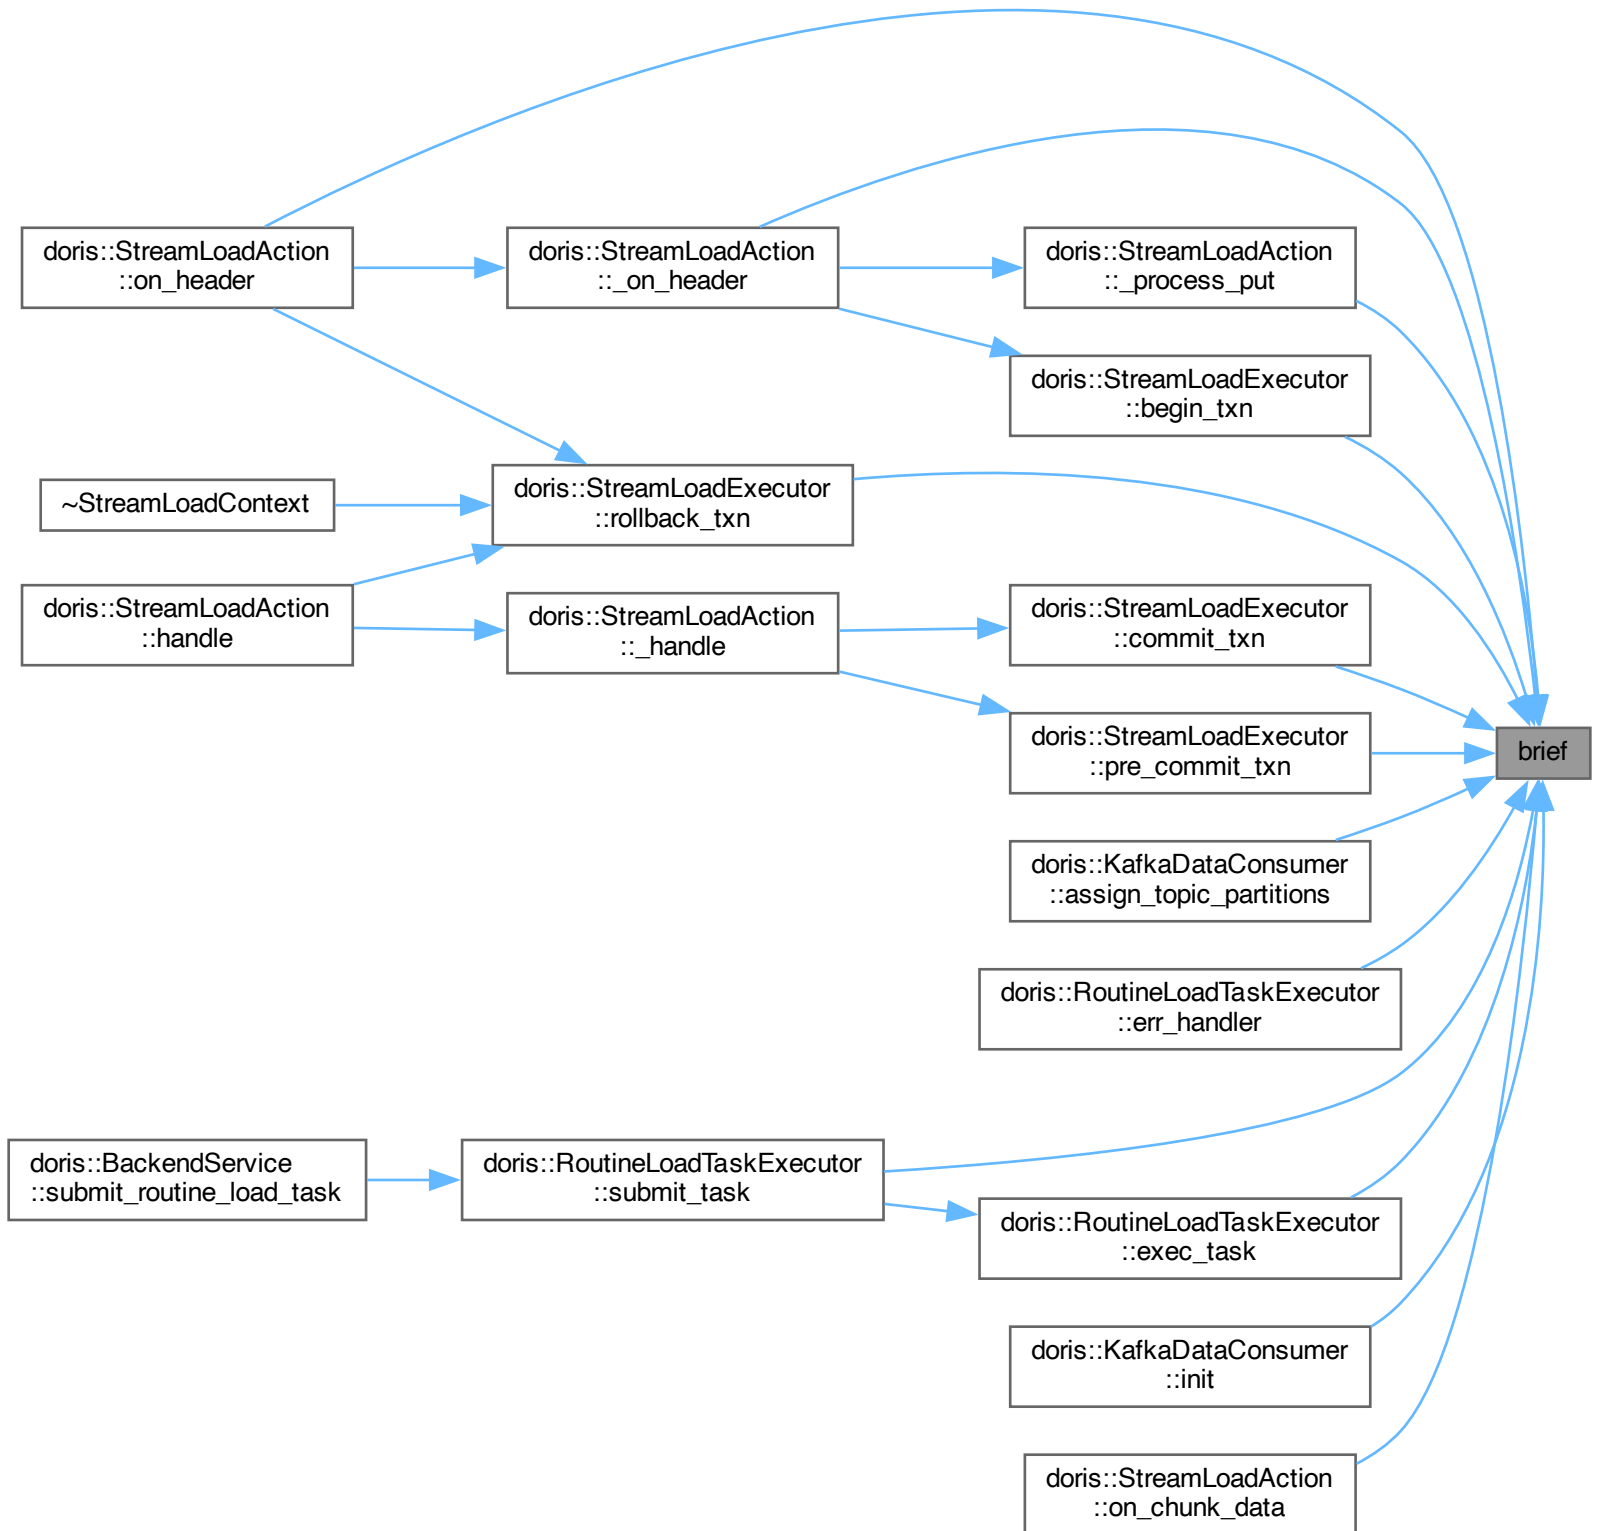 doris::StreamLoadAction
::on_header
doris::StreamLoadAction
::_on_header
doris::StreamLoadAction
::_process_put
doris::StreamLoadExecutor
::begin_txn
~StreamLoadContext
doris::StreamLoadExecutor
::rollback_txn
doris::StreamLoadAction
::handle
doris::StreamLoadAction
::_handle
doris::StreamLoadExecutor
::commit_txn
doris::StreamLoadExecutor
::pre_commit_txn
brief
doris::KafkaDataConsumer
::assign_topic_partitions
doris::RoutineLoadTaskExecutor
::err_handler
doris::BackendService
::submit_routine_load_task
doris::RoutineLoadTaskExecutor
::submit_task
doris::RoutineLoadTaskExecutor
::exec_task
doris::KafkaDataConsumer
::init
doris::StreamLoadAction
::on_chunk_data